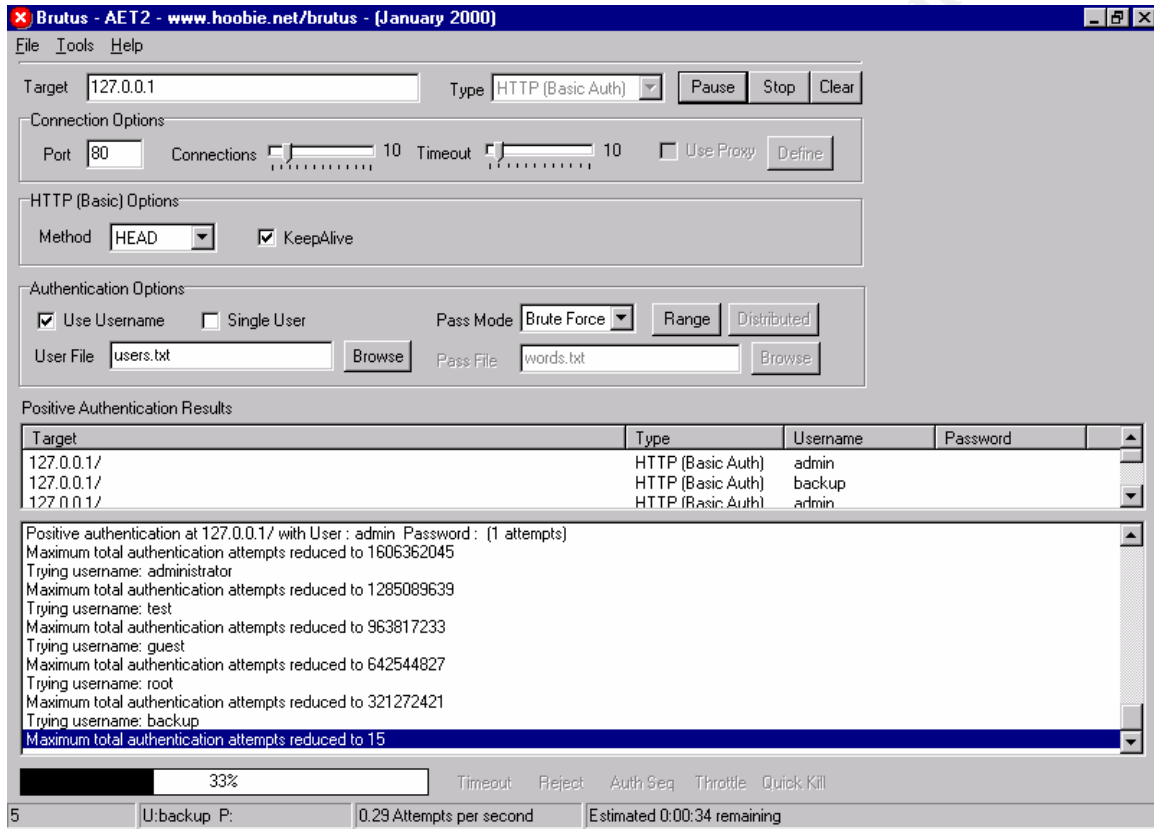 Brutus - AET2 - www.hoobie.net/brutus - (January 2000)
File Tools Help
Target 127.0.0.1 Type HTTP (Basic Auth) Pause Stop Clear
Connection Options
Port 80 Connections 10 Timeout 10 Use Proxy Define
HTTP (Basic) Options
Method HEAD KeepAlive
Authentication Options
Use Username Single User Pass Mode Brute Force Range Distributed
User File users.txt Browse Pass File words.txt Browse
Positive Authentication Results
Target Type Username Password
127.0.0.1/ HTTP (Basic Auth) admin
127.0.0.1/ HTTP (Basic Auth) backup
127.0.0.1/ HTTP (Basic Auth) admin
Positive authentication at 127.0.0.1/ with User : admin Password : (1 attempts)
Maximum total authentication attempts reduced to 1606362045
Trying username: administrator
Maximum total authentication attempts reduced to 1285089639
Trying username: test
Maximum total authentication attempts reduced to 963817233
Trying username: guest
Maximum total authentication attempts reduced to 642544827
Trying username: root
Maximum total authentication attempts reduced to 321272421
Trying username: backup
Maximum total authentication attempts reduced to 15
33% Timeout Reject Auth Seq Throttle Quick Kill
5 U:backup P: 0.29 Attempts per second Estimated 0:00:34 remaining